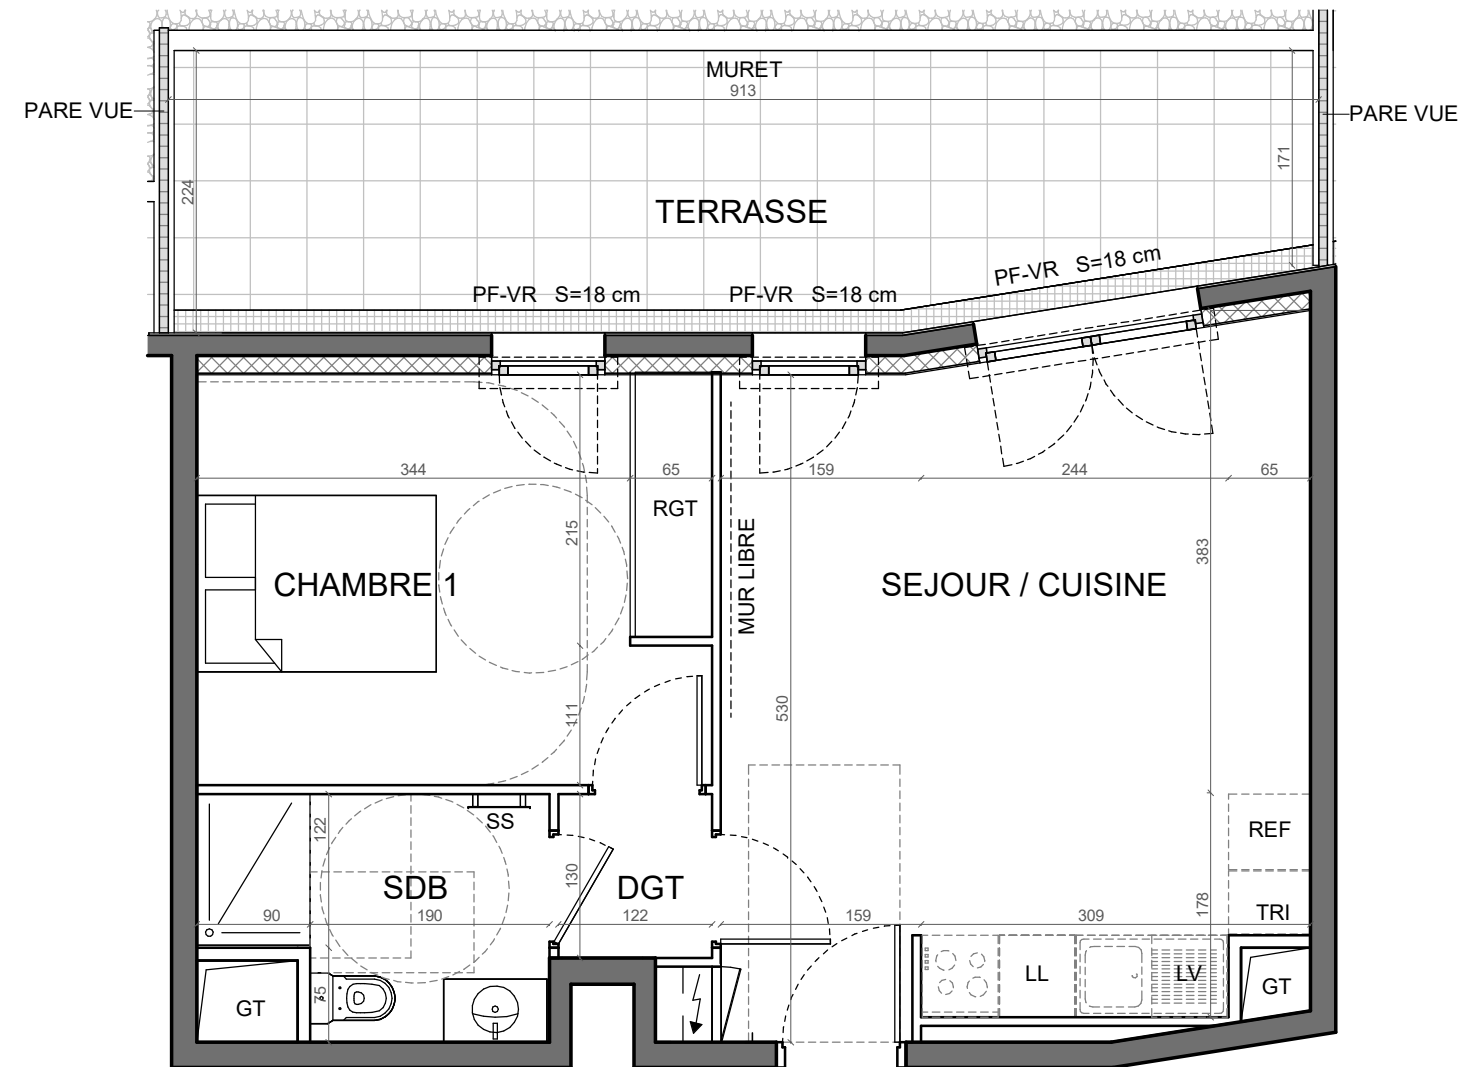 MURET
913
PARE VUE
PARE VUE
171
224
TERRASSE
PF-VR S=18 cm
PF-VR S=18 cm
PF-VR S=18 cm
344
65
159
244
65
RGT
215
MUR LIBRE
383
CHAMBRE 1
SEJOUR / CUISINE
111
530
122
SS
REF
130
SDB
DGT
178
TRI
90
190
122
159
309
LL
LV
GT
75
GT